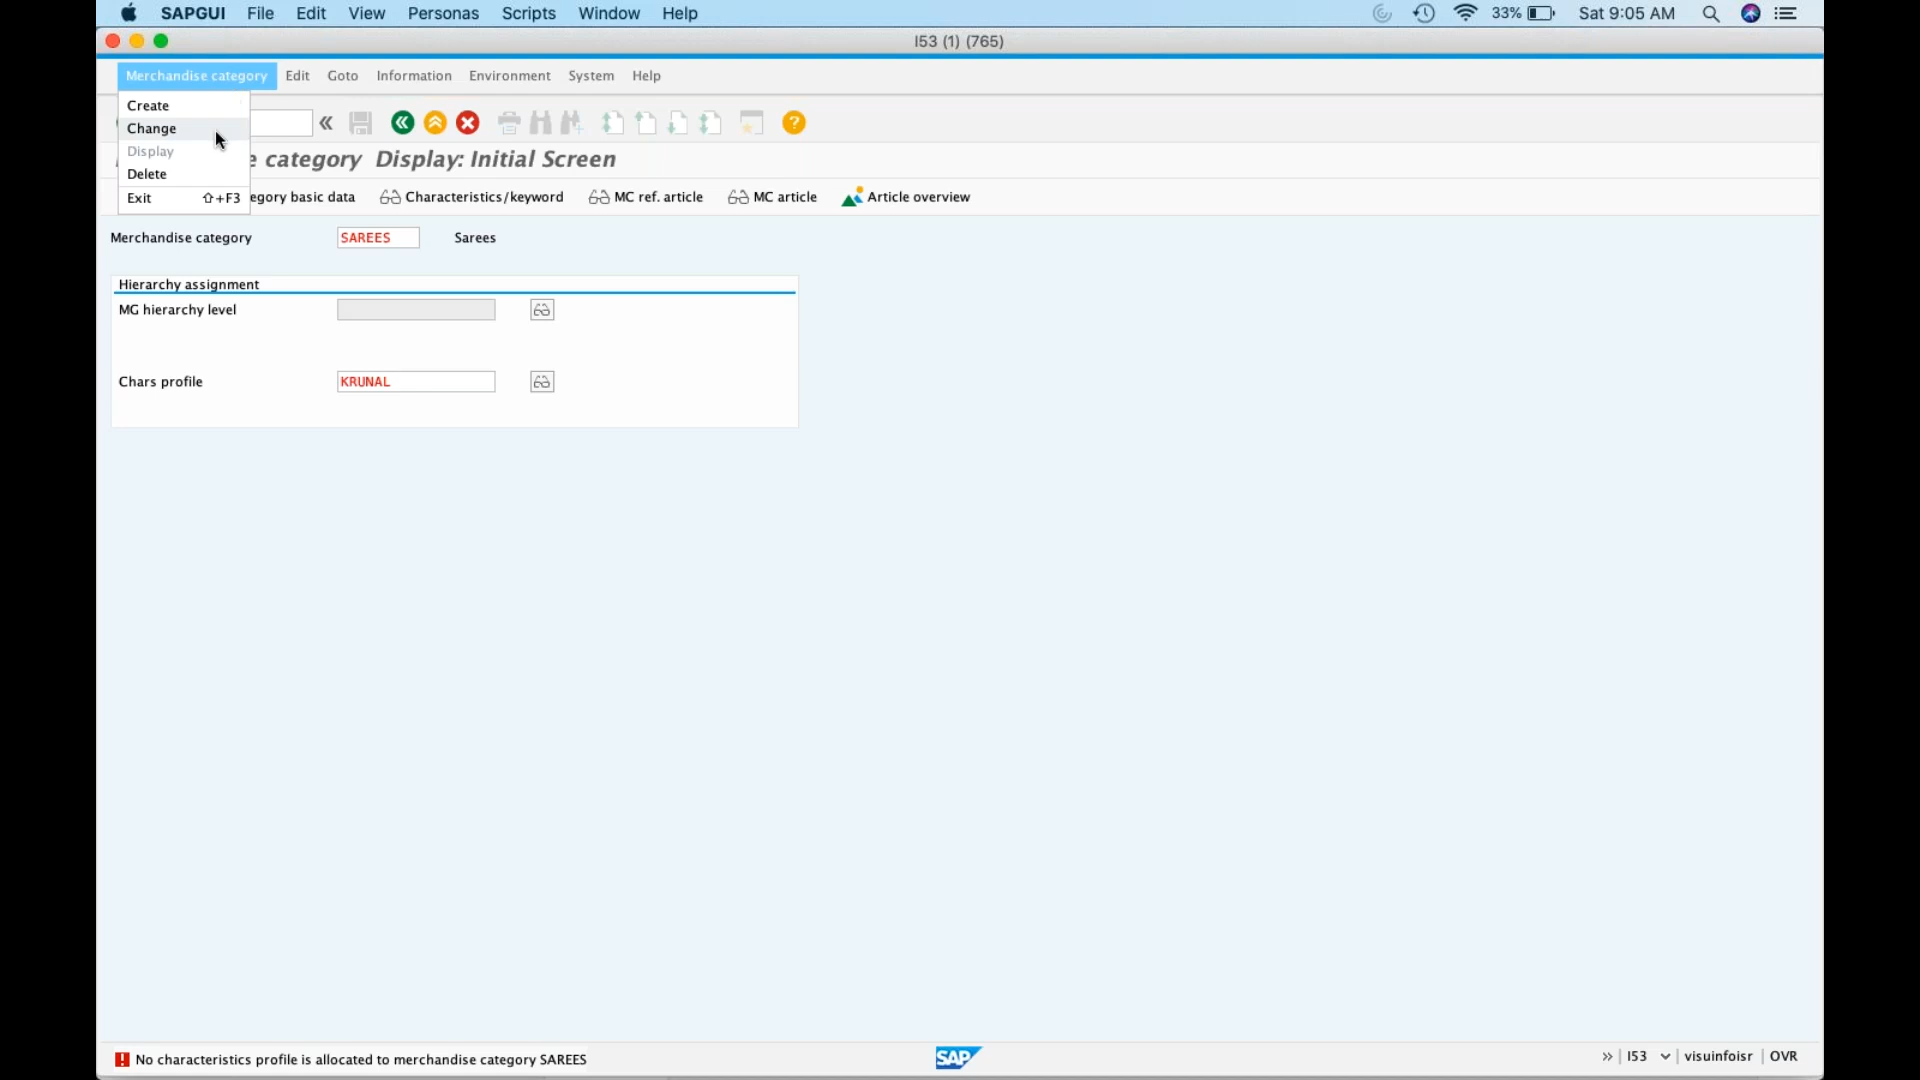 SAPGUI File Edit View Personas Scripts Window Help 33% Sat 9:05 AM
I53 (1) (765)
Merchandise category Edit Goto Information Environment System Help
Create
Change
Display
Delete
Exit ⇧+F3
category Display: Initial Screen
egory basic data Characteristics/keyword MC ref. article MC article Article overview
Merchandise category SAREES Sarees
Hierarchy assignment
MG hierarchy level
Chars profile KRUNAL
No characteristics profile is allocated to merchandise category SAREES SAP I53 visuinfoisr OVR